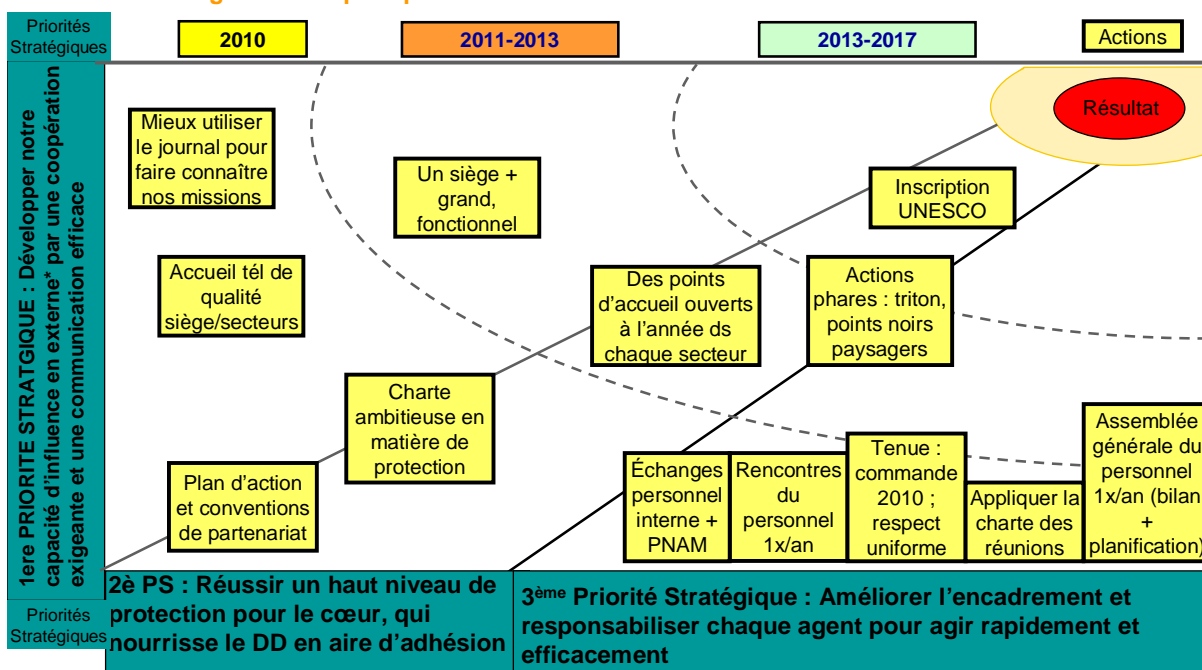 Priorités
Stratégiques
2010
2011-2013
2013-2017
Actions
1ere PRIORITE STRATGIQUE : Développer notre
capacité d'influence en externe* par une coopération
exigeante et une communication efficace
Résultat
Mieux utiliser
le journal pour
faire connaître
nos missions
Un siège +
grand,
fonctionnel
Inscription
UNESCO
Accueil tél de
qualité
siège/secteurs
Des points
d'accueil ouverts
à l'année ds
chaque secteur
Actions
phares : triton,
points noirs
paysagers
Charte
ambitieuse en
matière de
protection
Plan d'action
et conventions
de partenariat
Échanges
personnel
interne +
PNAM
Rencontres
du
personnel
1x/an
Tenue :
commande
2010 ;
respect
uniforme
Appliquer la
charte des
réunions
Assemblée
générale du
personnel
1x/an (bilan
+
planification)
Priorités
Stratégiques
2è PS : Réussir un haut niveau de
protection pour le cœur, qui
nourrisse le DD en aire d'adhésion
3ème Priorité Stratégique : Améliorer l'encadrement et
responsabiliser chaque agent pour agir rapidement et
efficacement